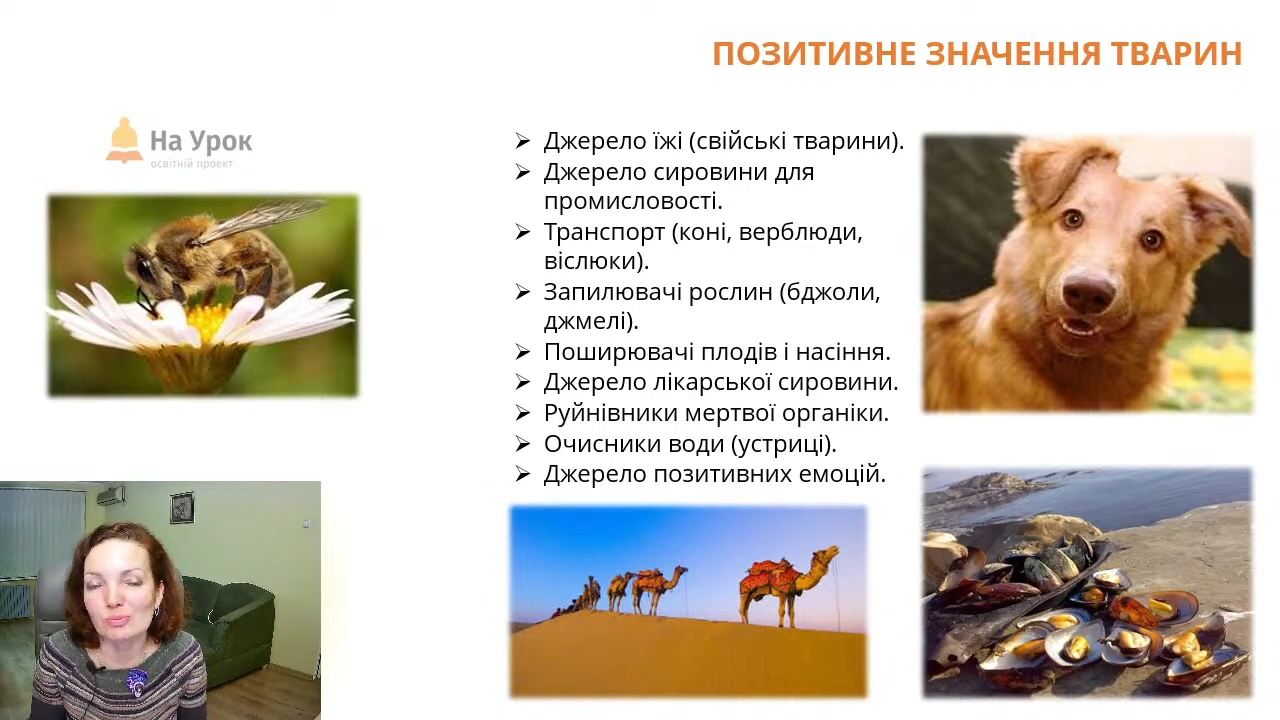 ПОЗИТИВНЕ ЗНАЧЕННЯ ТВАРИН
На Урок
освітній проект
➢ Джерело їжі (свійські тварини).
➢ Джерело сировини для
промисловості.
➢ Транспорт (коні, верблюди,
віслюки).
➢ Запилювачі рослин (бджоли,
джмелі).
➢ Поширювачі плодів і насіння.
➢ Джерело лікарської сировини.
➢ Руйнівники мертвої органіки.
➢ Очисники води (устриці).
➢ Джерело позитивних емоцій.